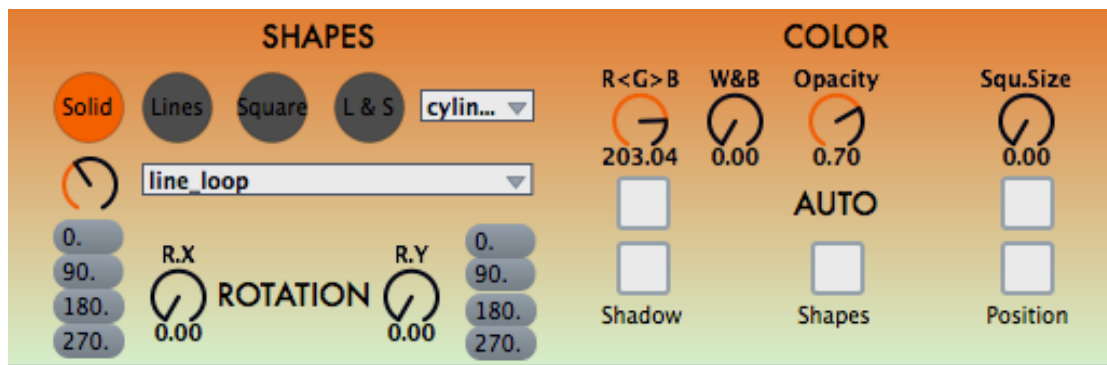 SHAPES
COLOR
Solid
Lines
Square
L & S
cylin...
R<G>B
W&B
Opacity
Squ.Size
203.04
0.00
0.70
0.00
line_loop
AUTO
0.
90.
180.
270.
R.X
ROTATION
R.Y
0.00
0.00
0.
90.
180.
270.
Shadow
Shapes
Position